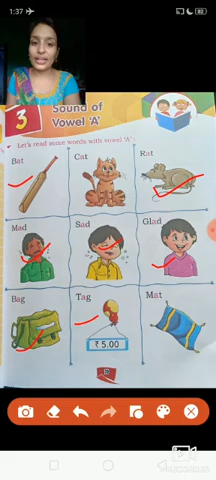 1:37
82
3
Sound of
Vowel 'A'
Let's read some words with vowel 'A'.
Bat
Cat
Rat
Mad
Sad
Glad
Bag
Tag
Mat
₹ 5.00